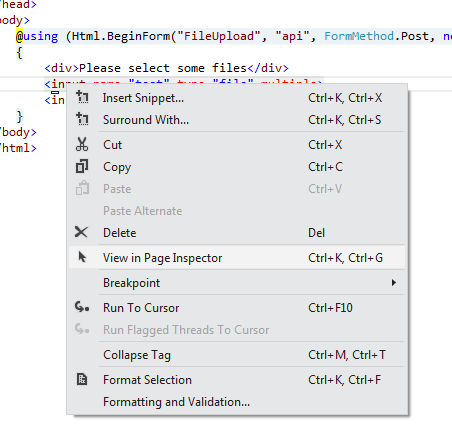 /head>
body>
@using (Html.BeginForm("FileUpload", "api", FormMethod.Post, ne
{
<div>Please select some files</div>
<input name="test" type="file" multiple>
<in
}
/body>
/html>
Insert Snippet... Ctrl+K, Ctrl+X
Surround With... Ctrl+K, Ctrl+S
Cut Ctrl+X
Copy Ctrl+C
Paste Ctrl+V
Paste Alternate
Delete Del
View in Page Inspector Ctrl+K, Ctrl+G
Breakpoint
Run To Cursor Ctrl+F10
Run Flagged Threads To Cursor
Collapse Tag Ctrl+M, Ctrl+T
Format Selection Ctrl+K, Ctrl+F
Formatting and Validation...